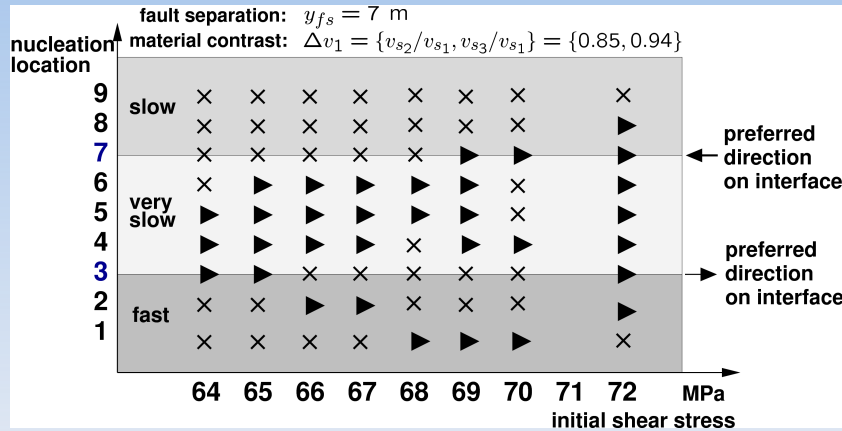 fault separation: y_fs = 7 m
material contrast: Δv₁ = {v_s₂/v_s₁, v_s₃/v_s₁} = {0.85, 0.94}
nucleation
location
9
8
7
6
5
4
3
2
1
slow
very
slow
fast
preferred
direction
on interface
preferred
direction
on interface
64 65 66 67 68 69 70 71 72 MPa
initial shear stress